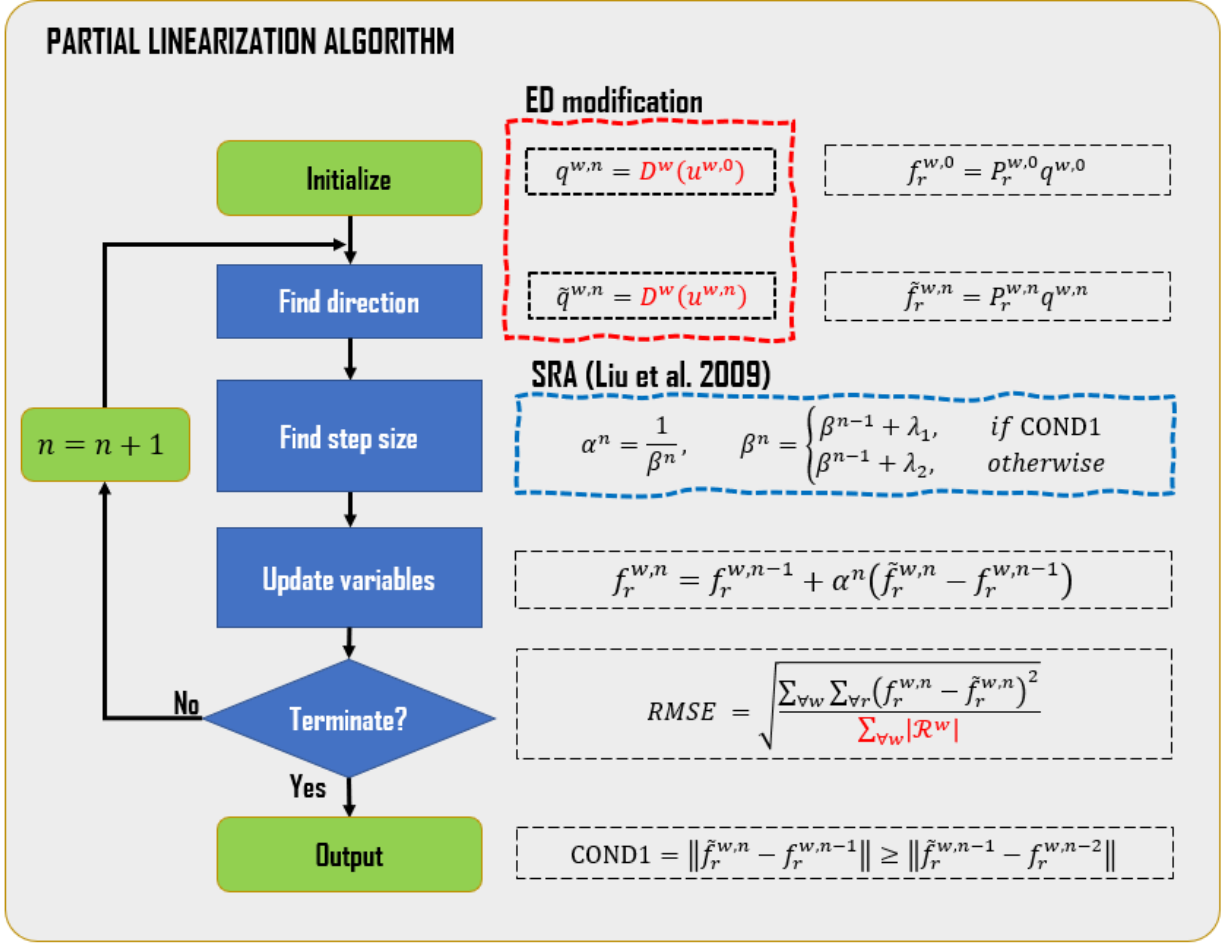 PARTIAL LINEARIZATION ALGORITHM
ED modification
Initialize
q^{w,n} = D^w(u^{w,0})
f_r^{w,0} = P_r^{w,0} q^{w,0}
Find direction
q̃^{w,n} = D^w(u^{w,n})
f̃_r^{w,n} = P_r^{w,n} q^{w,n}
SRA (Liu et al. 2009)
Find step size
α^n = 1/β^n, β^n = { β^{n−1} + λ_1, if COND1
β^{n−1} + λ_2, otherwise
n = n + 1
Update variables
f_r^{w,n} = f_r^{w,n−1} + α^n(f̃_r^{w,n} − f_r^{w,n−1})
No
Terminate?
RMSE = √(∑_{∀w} ∑_{∀r}(f_r^{w,n} − f̃_r^{w,n})^2 / ∑_{∀w}|ℛ^w|)
Yes
Output
COND1 = ‖f̃_r^{w,n} − f_r^{w,n−1}‖ ≥ ‖f̃_r^{w,n−1} − f_r^{w,n−2}‖